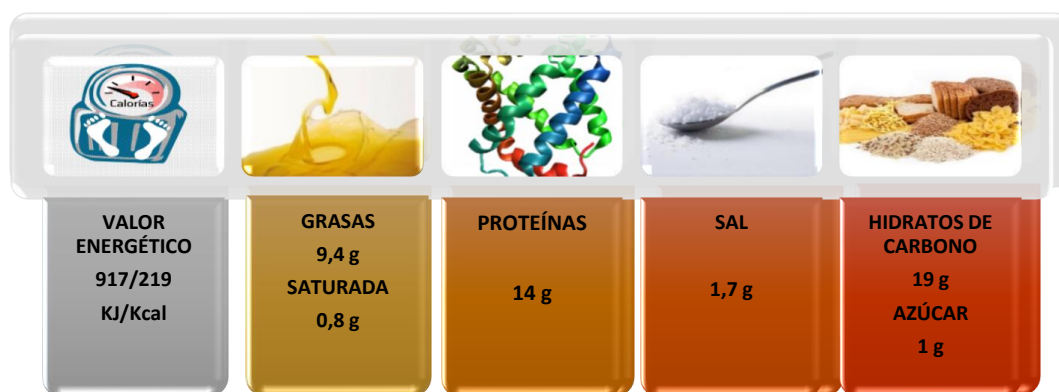 Calorías
VALOR
ENERGÉTICO
917/219
KJ/Kcal
GRASAS
9,4 g
SATURADA
0,8 g
PROTEÍNAS
14 g
SAL
1,7 g
HIDRATOS DE
CARBONO
19 g
AZÚCAR
1 g